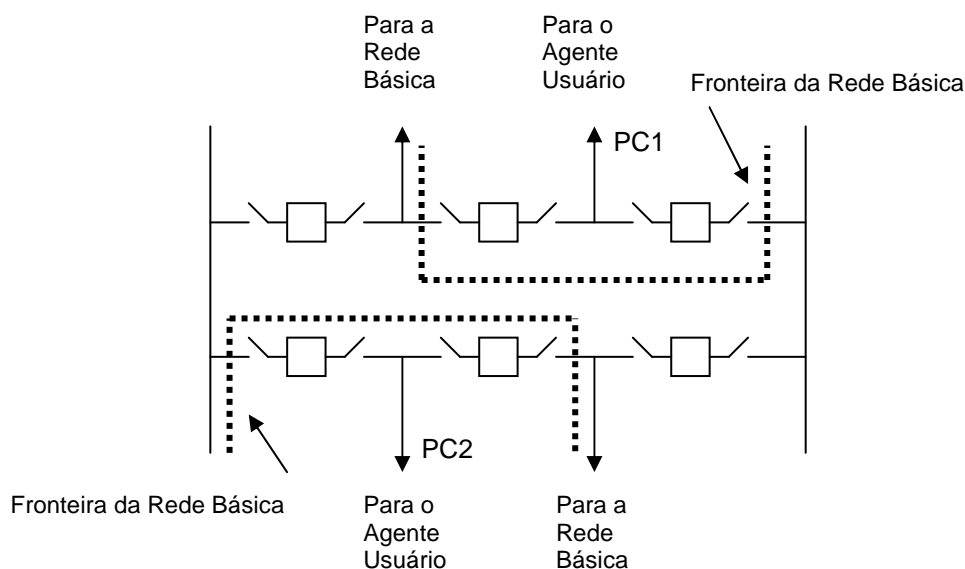 Para a
Rede
Básica
Para o
Agente
Usuário
Fronteira da Rede Básica
PC1
PC2
Fronteira da Rede Básica
Para o
Agente
Usuário
Para a
Rede
Básica